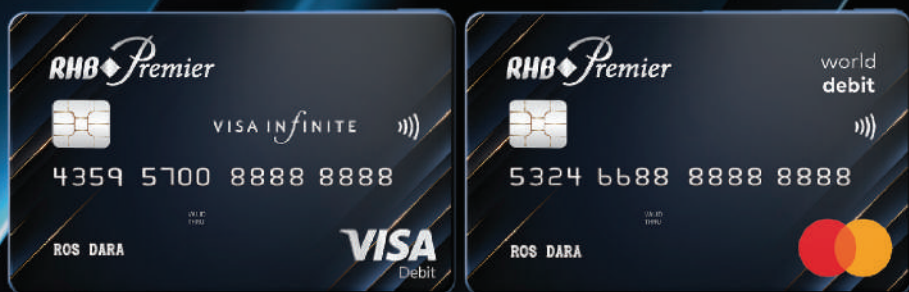 RHB Premier
VISA INFINITE
4359 5700 8888 8888
VALID
THRU
ROS DARA
VISA
Debit
RHB Premier
world
debit
5324 6688 8888 8888
VALID
THRU
ROS DARA